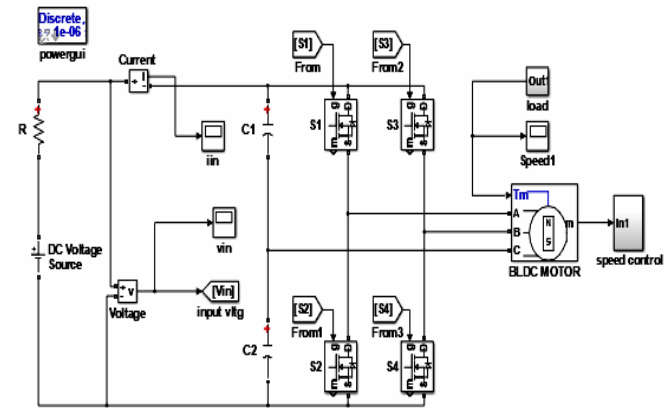 Discrete,
1e-06
powergui
Current
[S1]
From
[S3]
From2
Out1
load
R
C1
S1
S3
g
D
m
s
g
D
m
s
iin
Speed1
Tm
A
B
C
m
N
S
BLDC MOTOR
In1
speed control
vin
DC Voltage
Source
v
Voltage
[Vin]
input vltg
[S2]
From1
[S4]
From3
C2
S2
S4
g
D
m
s
g
D
m
s